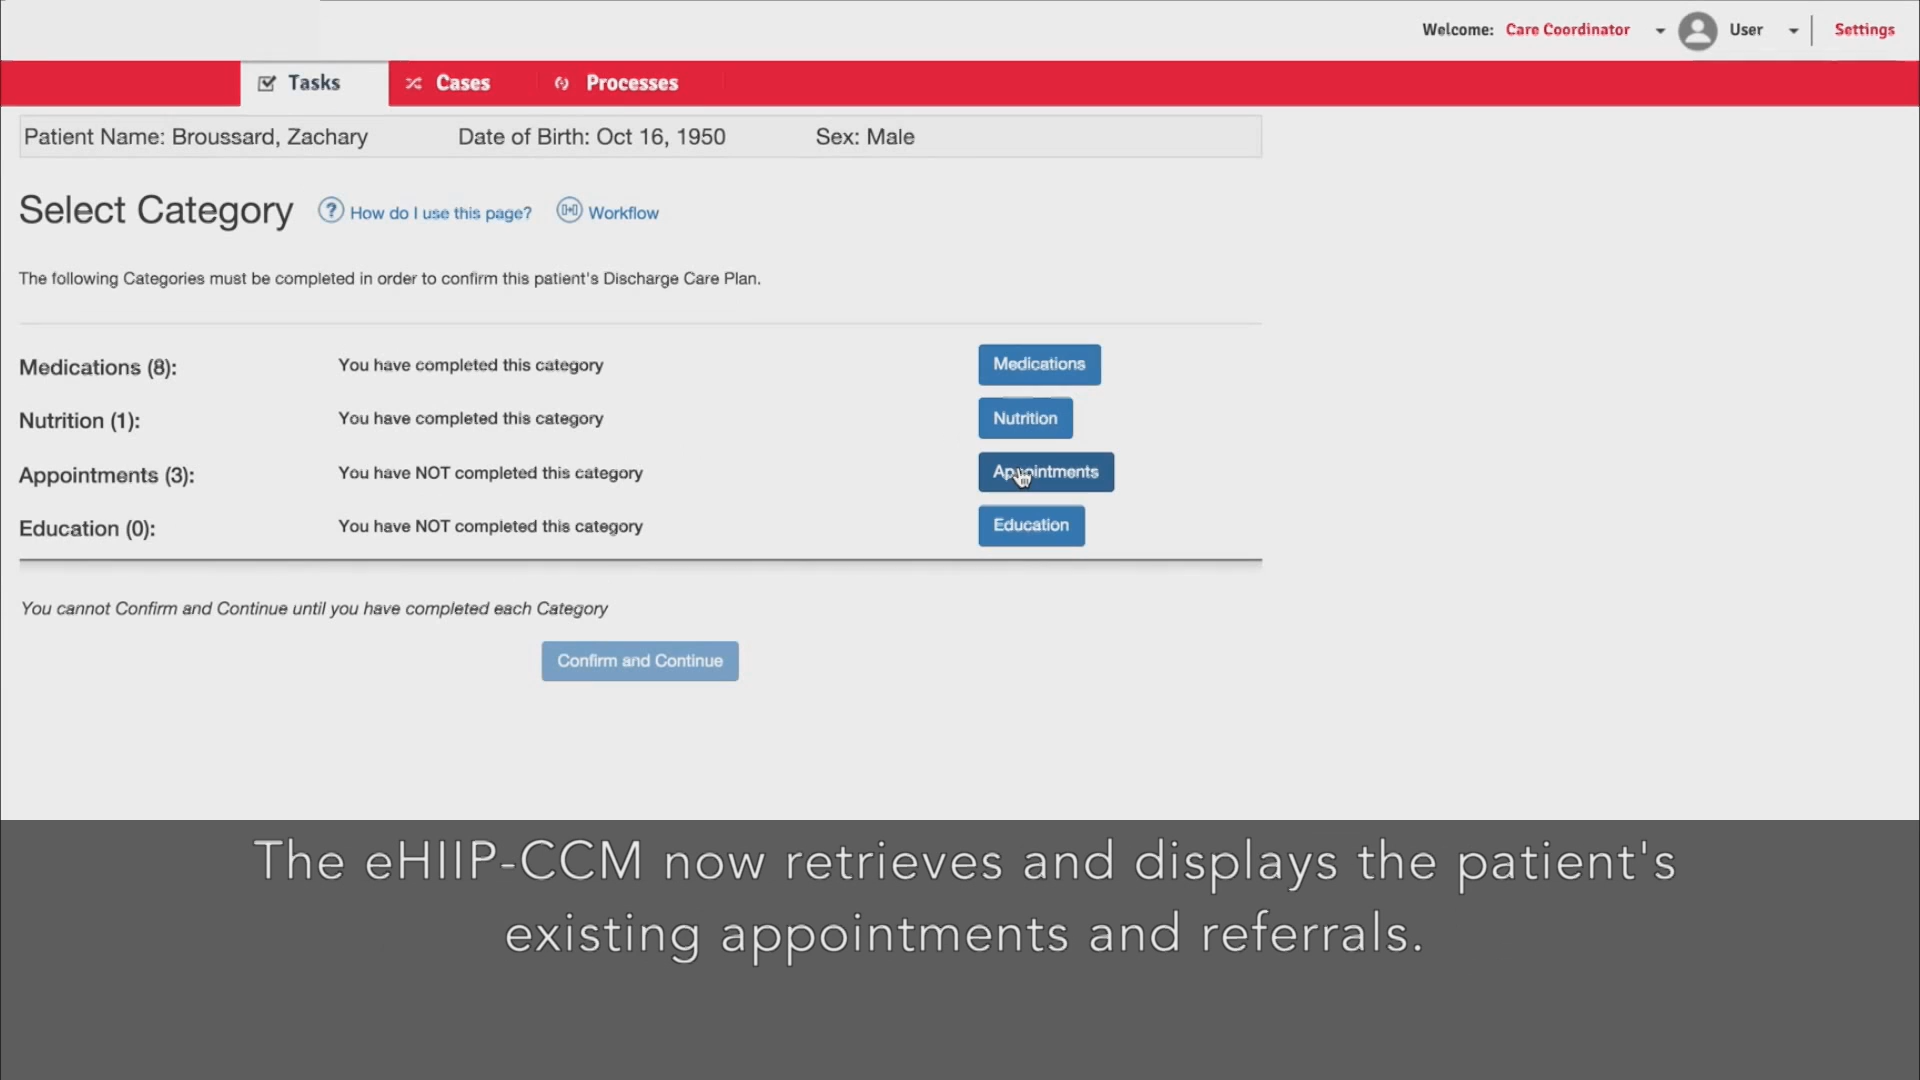 Welcome: Care Coordinator User Settings
Tasks Cases Processes
Patient Name: Broussard, Zachary Date of Birth: Oct 16, 1950 Sex: Male
Select Category ? How do I use this page? Workflow
The following Categories must be completed in order to confirm this patient's Discharge Care Plan.
Medications (8): You have completed this category Medications
Nutrition (1): You have completed this category Nutrition
Appointments (3): You have NOT completed this category Appointments
Education (0): You have NOT completed this category Education
You cannot Confirm and Continue until you have completed each Category
Confirm and Continue
The eHIIP-CCM now retrieves and displays the patient's
existing appointments and referrals.